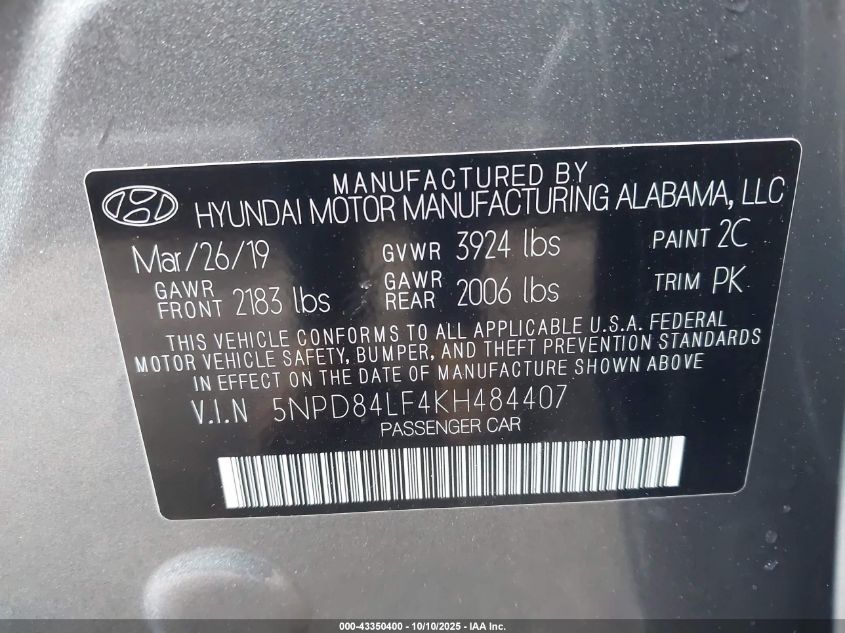 MANUFACTURED BY
HYUNDAI MOTOR MANUFACTURING ALABAMA, LLC
Mar/26/19 GVWR 3924 lbs PAINT 2C
GAWR FRONT 2183 lbs GAWR REAR 2006 lbs TRIM PK
THIS VEHICLE CONFORMS TO ALL APPLICABLE U.S.A. FEDERAL
MOTOR VEHICLE SAFETY, BUMPER, AND THEFT PREVENTION STANDARDS
IN EFFECT ON THE DATE OF MANUFACTURE SHOWN ABOVE
V.I.N 5NPD84LF4KH484407
PASSENGER CAR
000-43350400 - 10/10/2025 - IAA Inc.